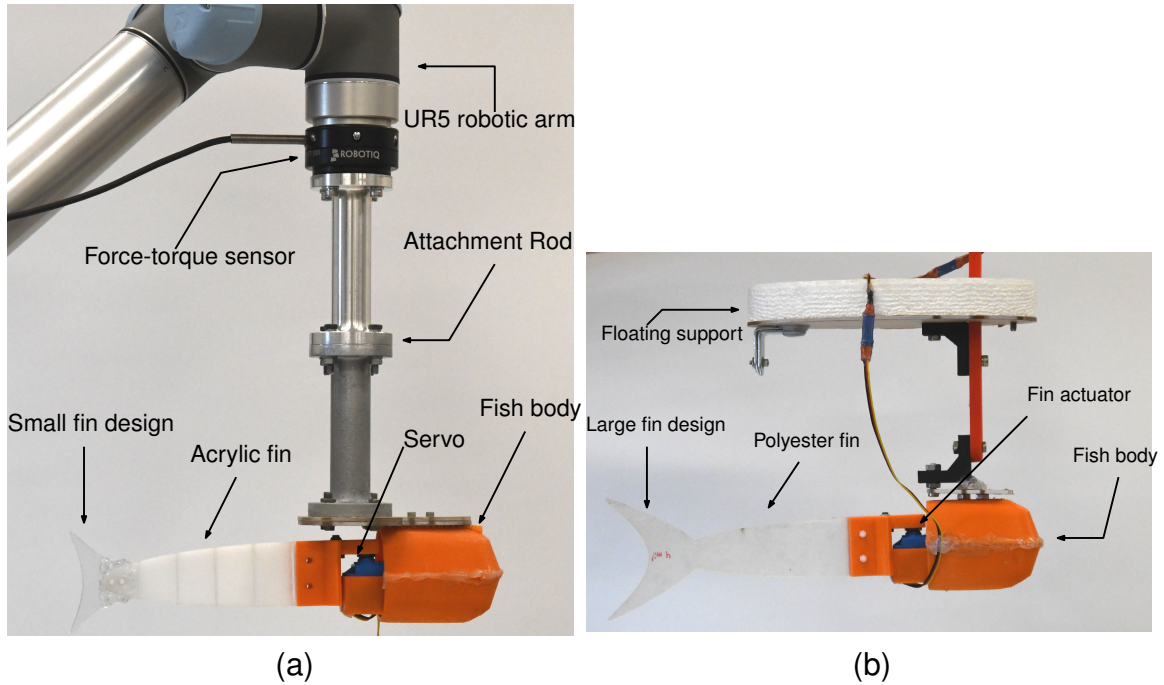 UR5 robotic arm
ROBOTIQ
Force-torque sensor
Attachment Rod
Small fin design
Acrylic fin
Servo
Fish body
(a)
Floating support
Fin actuator
Large fin design
Polyester fin
Fish body
(b)